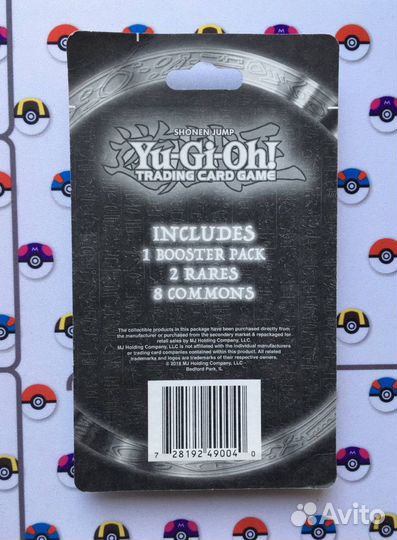 SHONEN JUMP
Yu-Gi-Oh!
TRADING CARD GAME
INCLUDES
1 BOOSTER PACK
2 RARES
8 COMMONS
The collectible products in this package have been purchased directly from
the manufacturer or purchased from the secondary market & repackaged for
retail sales by MJ Holding Company, LLC
MJ Holding Company, LLC is not affiliated with the individual manufacturers
or trading card companies contained within this product. All related
trademarks and logos are trademarks of their respective companies.
© 2018 MJ Holding Company, LLC
Bedford Park, IL
7 28192 49004 0
Avito